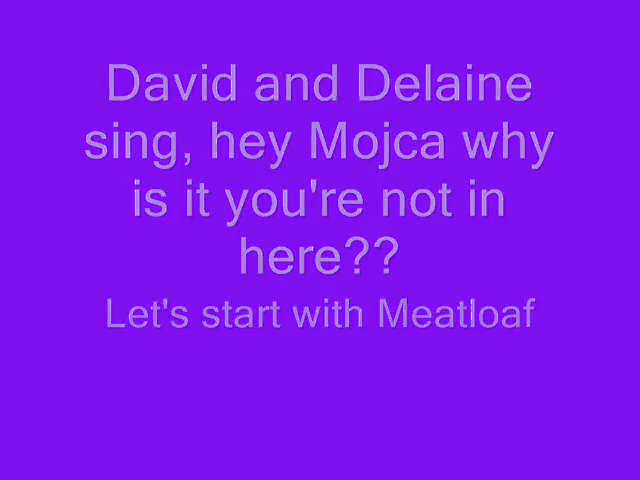 David and Delaine
sing, hey Mojca why
is it you're not in
here??
Let's start with Meatloaf